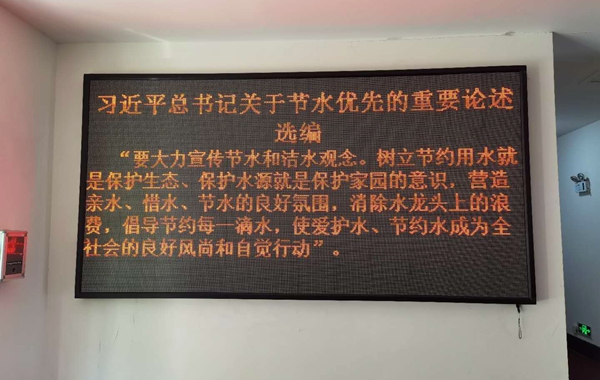 习近平总书记关于节水优先的重要论述
选编
“要大力宣传节水和洁水观念。树立节约用水就
是保护生态、保护水源就是保护家园的意识，营造
亲水、惜水、节水的良好氛围，消除水龙头上的浪
费，倡导节约每一滴水，使爱护水、节约水成为全
社会的良好风尚和自觉行动”。